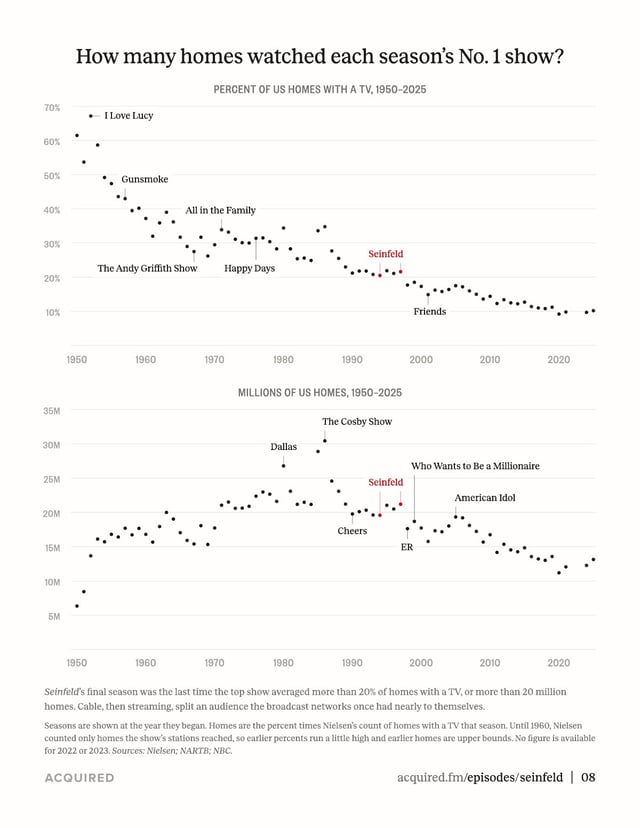 How many homes watched each season's No. 1 show?
PERCENT OF US HOMES WITH A TV, 1950–2025
70%
60%
50%
40%
30%
20%
10%
I Love Lucy
Gunsmoke
All in the Family
The Andy Griffith Show
Happy Days
Seinfeld
Friends
1950
1960
1970
1980
1990
2000
2010
2020
MILLIONS OF US HOMES, 1950–2025
35M
30M
25M
20M
15M
10M
5M
The Cosby Show
Dallas
Who Wants to Be a Millionaire
Seinfeld
American Idol
Cheers
ER
1950
1960
1970
1980
1990
2000
2010
2020
Seinfeld's final season was the last time the top show averaged more than 20% of homes with a TV, or more than 20 million
homes. Cable, then streaming, split an audience the broadcast networks once had nearly to themselves.
Seasons are shown at the year they began. Homes are the percent times Nielsen's count of homes with a TV that season. Until 1960, Nielsen
counted only homes the show's stations reached, so earlier percents run a little high and earlier homes are upper bounds. No figure is available
for 2022 or 2023. Sources: Nielsen; NARTB; NBC.
ACQUIRED
acquired.fm/episodes/seinfeld | 08